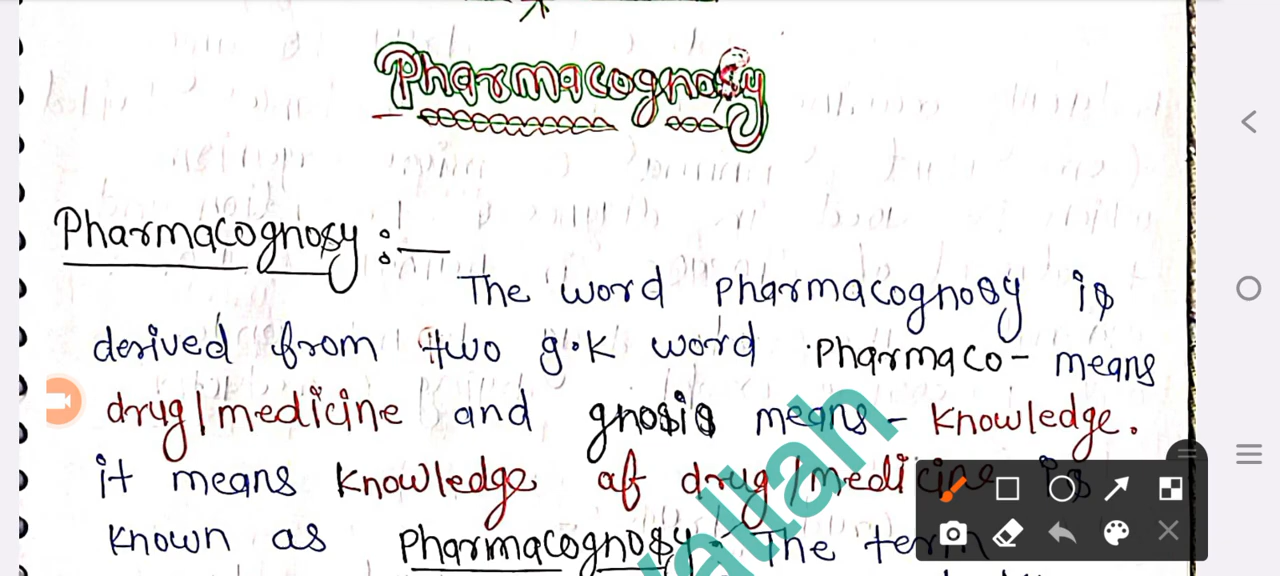 Pharmacognosy
Pharmacognosy :—
The word Pharmacognosy is
derived from two g.k word Pharmaco- means
drug/medicine and gnosis means - knowledge.
it means knowledge of drug/medicine is
known as Pharmacognosy. The term